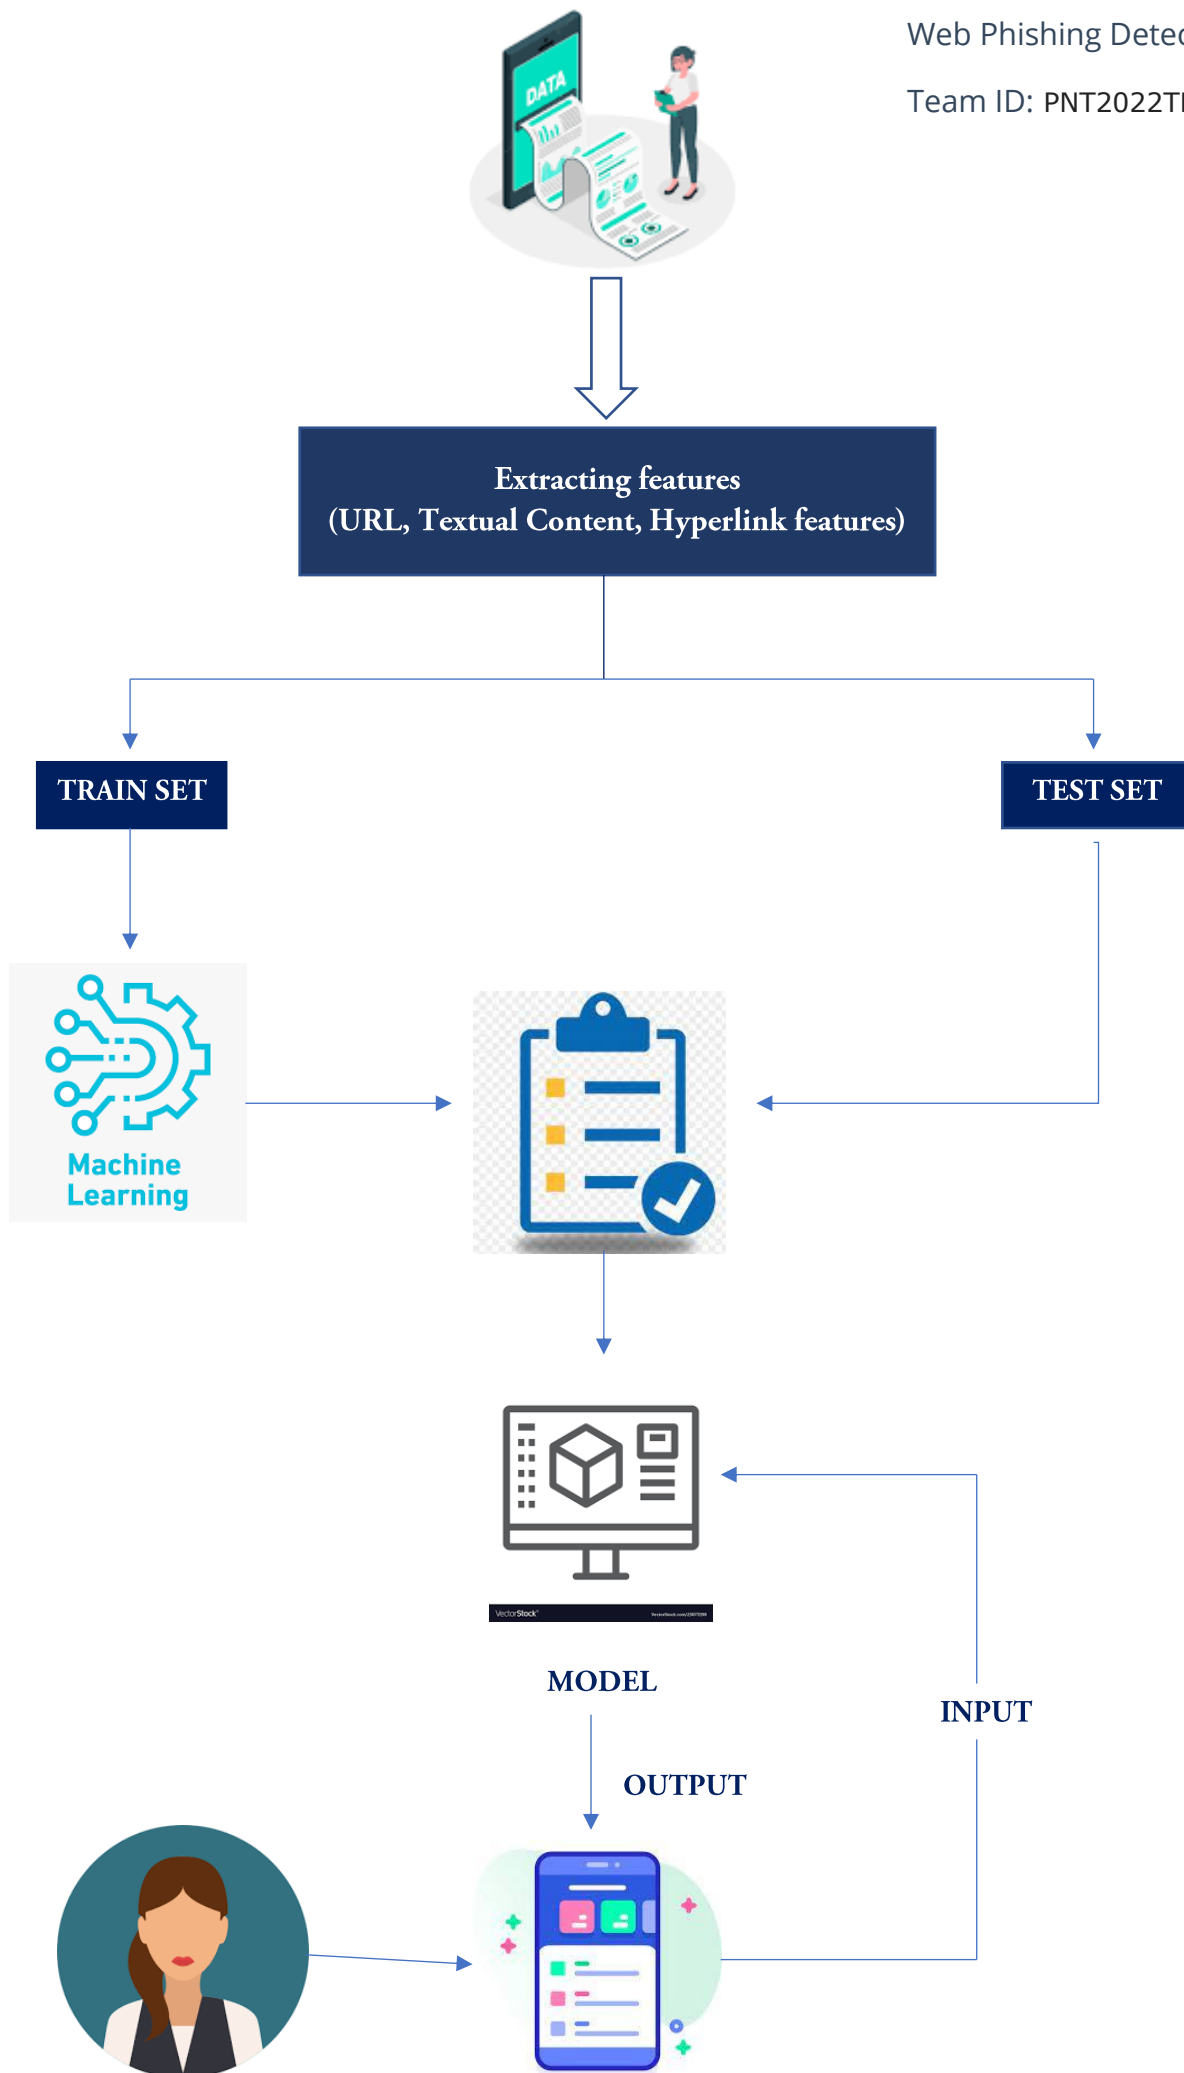 Web Phishing Detec
Team ID: PNT2022T
DATA
Extracting features
(URL, Textual Content, Hyperlink features)
TRAIN SET
TEST SET
Machine
Learning
VectorStock®
MODEL
INPUT
OUTPUT